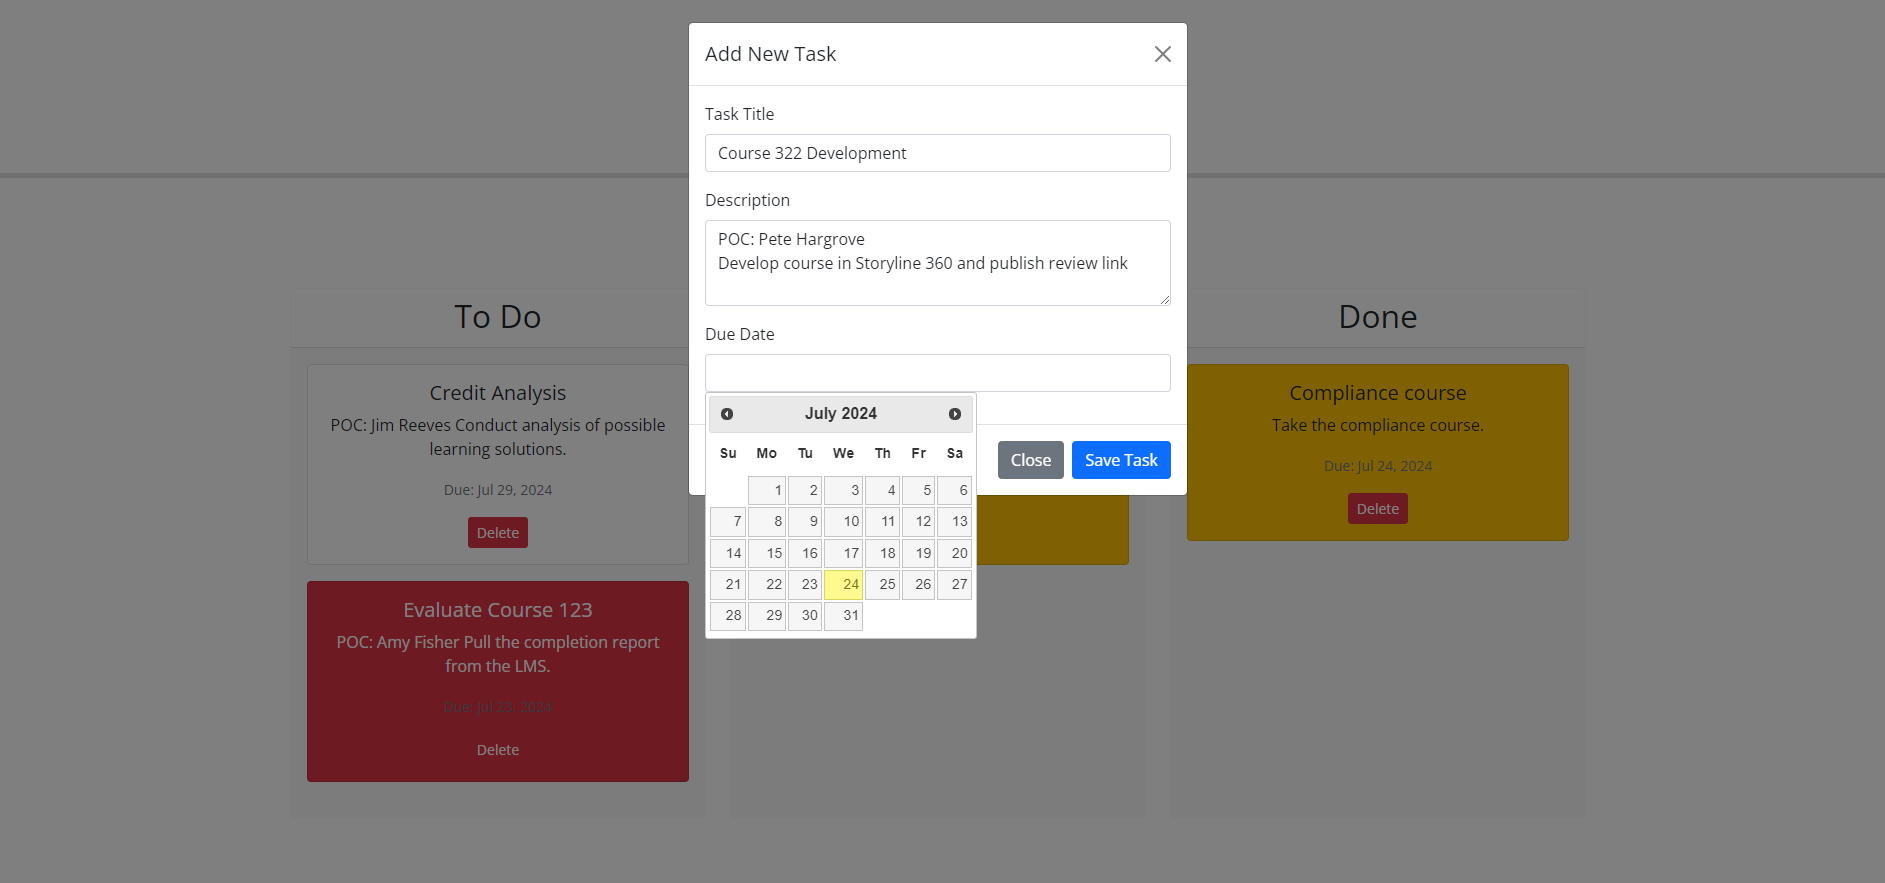 Add New Task
Task Title
Course 322 Development
Description
POC: Pete Hargrove
Develop course in Storyline 360 and publish review link
Due Date
July 2024
Su Mo Tu We Th Fr Sa
1 2 3 4 5 6
7 8 9 10 11 12 13
14 15 16 17 18 19 20
21 22 23 24 25 26 27
28 29 30 31
Close Save Task
To Do
Credit Analysis
POC: Jim Reeves Conduct analysis of possible
learning solutions.
Due: Jul 29, 2024
Delete
Evaluate Course 123
POC: Amy Fisher Pull the completion report
from the LMS.
Due: Jul 23, 2024
Delete
Done
Compliance course
Take the compliance course.
Due: Jul 24, 2024
Delete